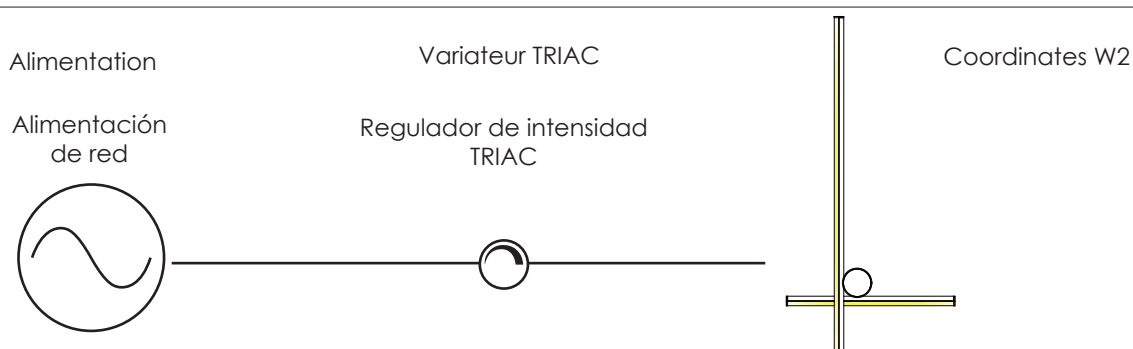 Alimentation
Alimentación
de red
Variateur TRIAC
Regulador de intensidad
TRIAC
Coordinates W2